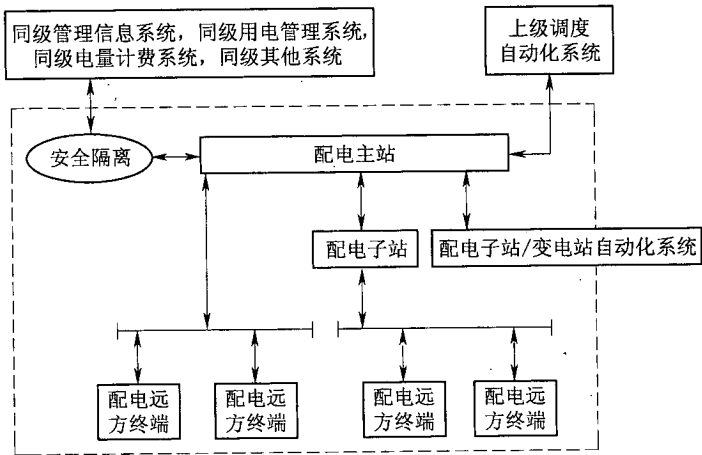 同级管理信息系统，同级用电管理系统，
同级电量计费系统，同级其他系统
上级调度
自动化系统
安全隔离
配电主站
配电子站
配电子站/变电站自动化系统
配电远
方终端
配电远
方终端
配电远
方终端
配电远
方终端